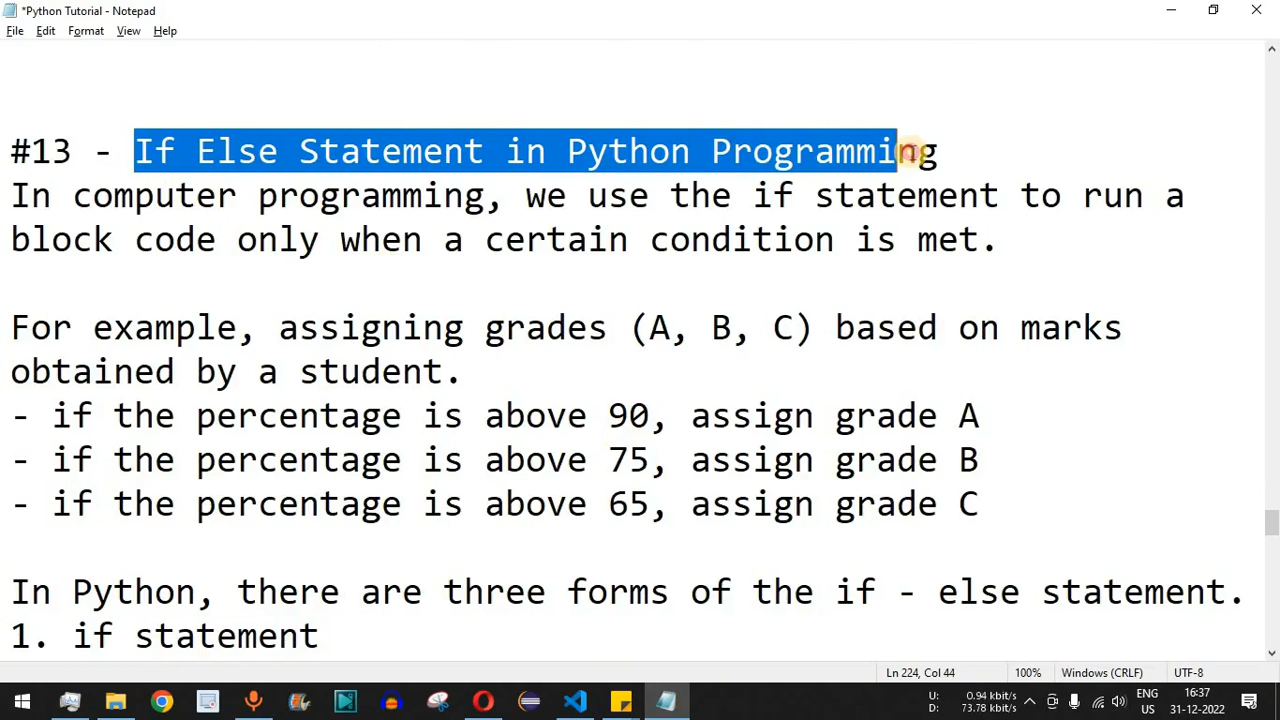 *Python Tutorial - Notepad
File Edit Format View Help
#13 - If Else Statement in Python Programming
In computer programming, we use the if statement to run a
block code only when a certain condition is met.
For example, assigning grades (A, B, C) based on marks
obtained by a student.
- if the percentage is above 90, assign grade A
- if the percentage is above 75, assign grade B
- if the percentage is above 65, assign grade C
In Python, there are three forms of the if - else statement.
1. if statement
Ln 224, Col 44 100% Windows (CRLF) UTF-8
U: 0.94 kbit/s ENG 16:37
D: 73.78 kbit/s US 31-12-2022